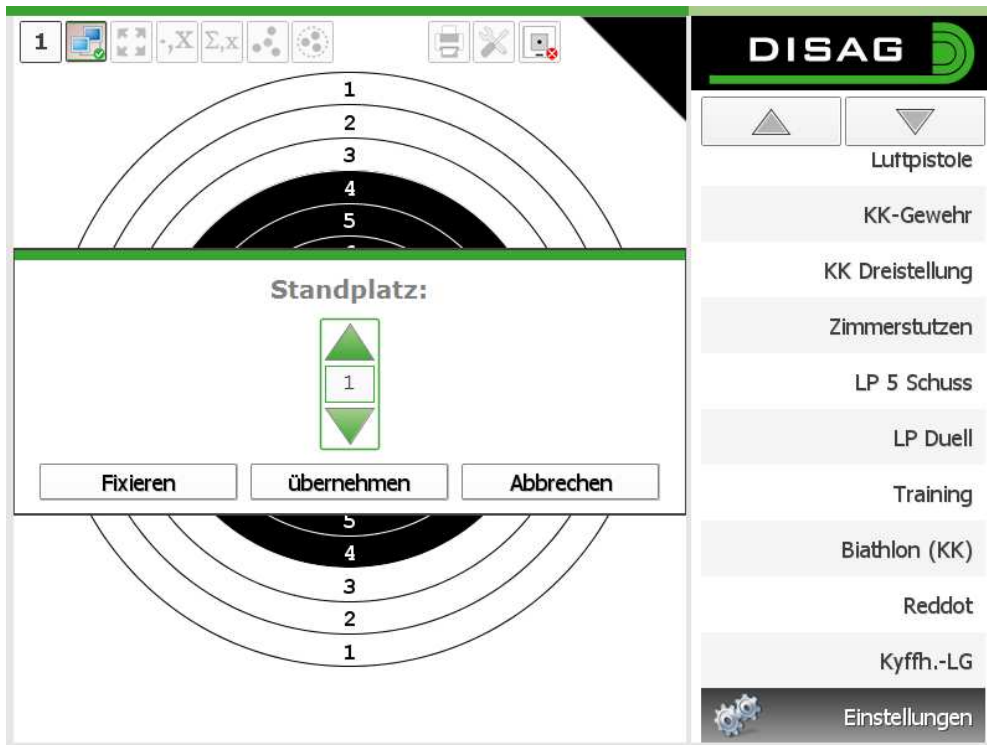 1
·,X
Σ,x
1
2
3
4
5
Standplatz:
1
Fixieren
übernehmen
Abbrechen
5
4
3
2
1
DISAG
Luftpistole
KK-Gewehr
KK Dreistellung
Zimmerstutzen
LP 5 Schuss
LP Duell
Training
Biathlon (KK)
Reddot
Kyffh.-LG
Einstellungen